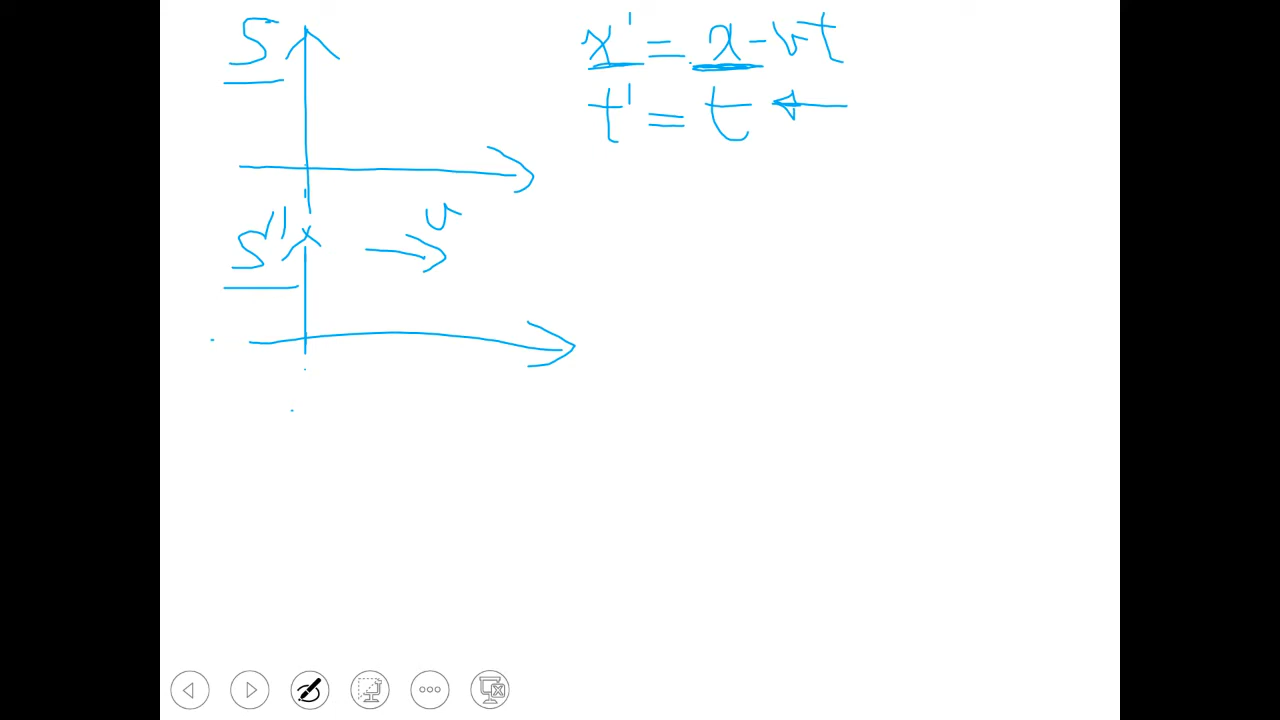 S
x' = x - vt
t' = t ←
S'
v